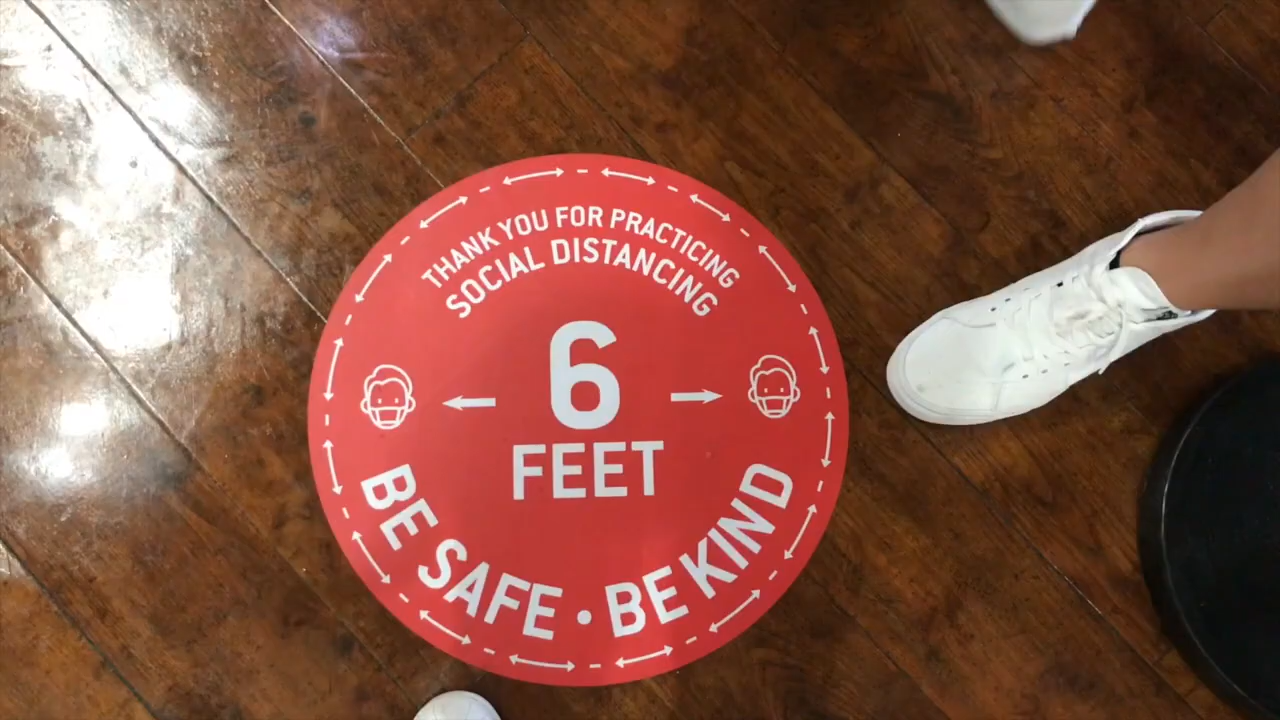 THANK YOU FOR PRACTICING
SOCIAL DISTANCING
6
FEET
BE SAFE • BE KIND